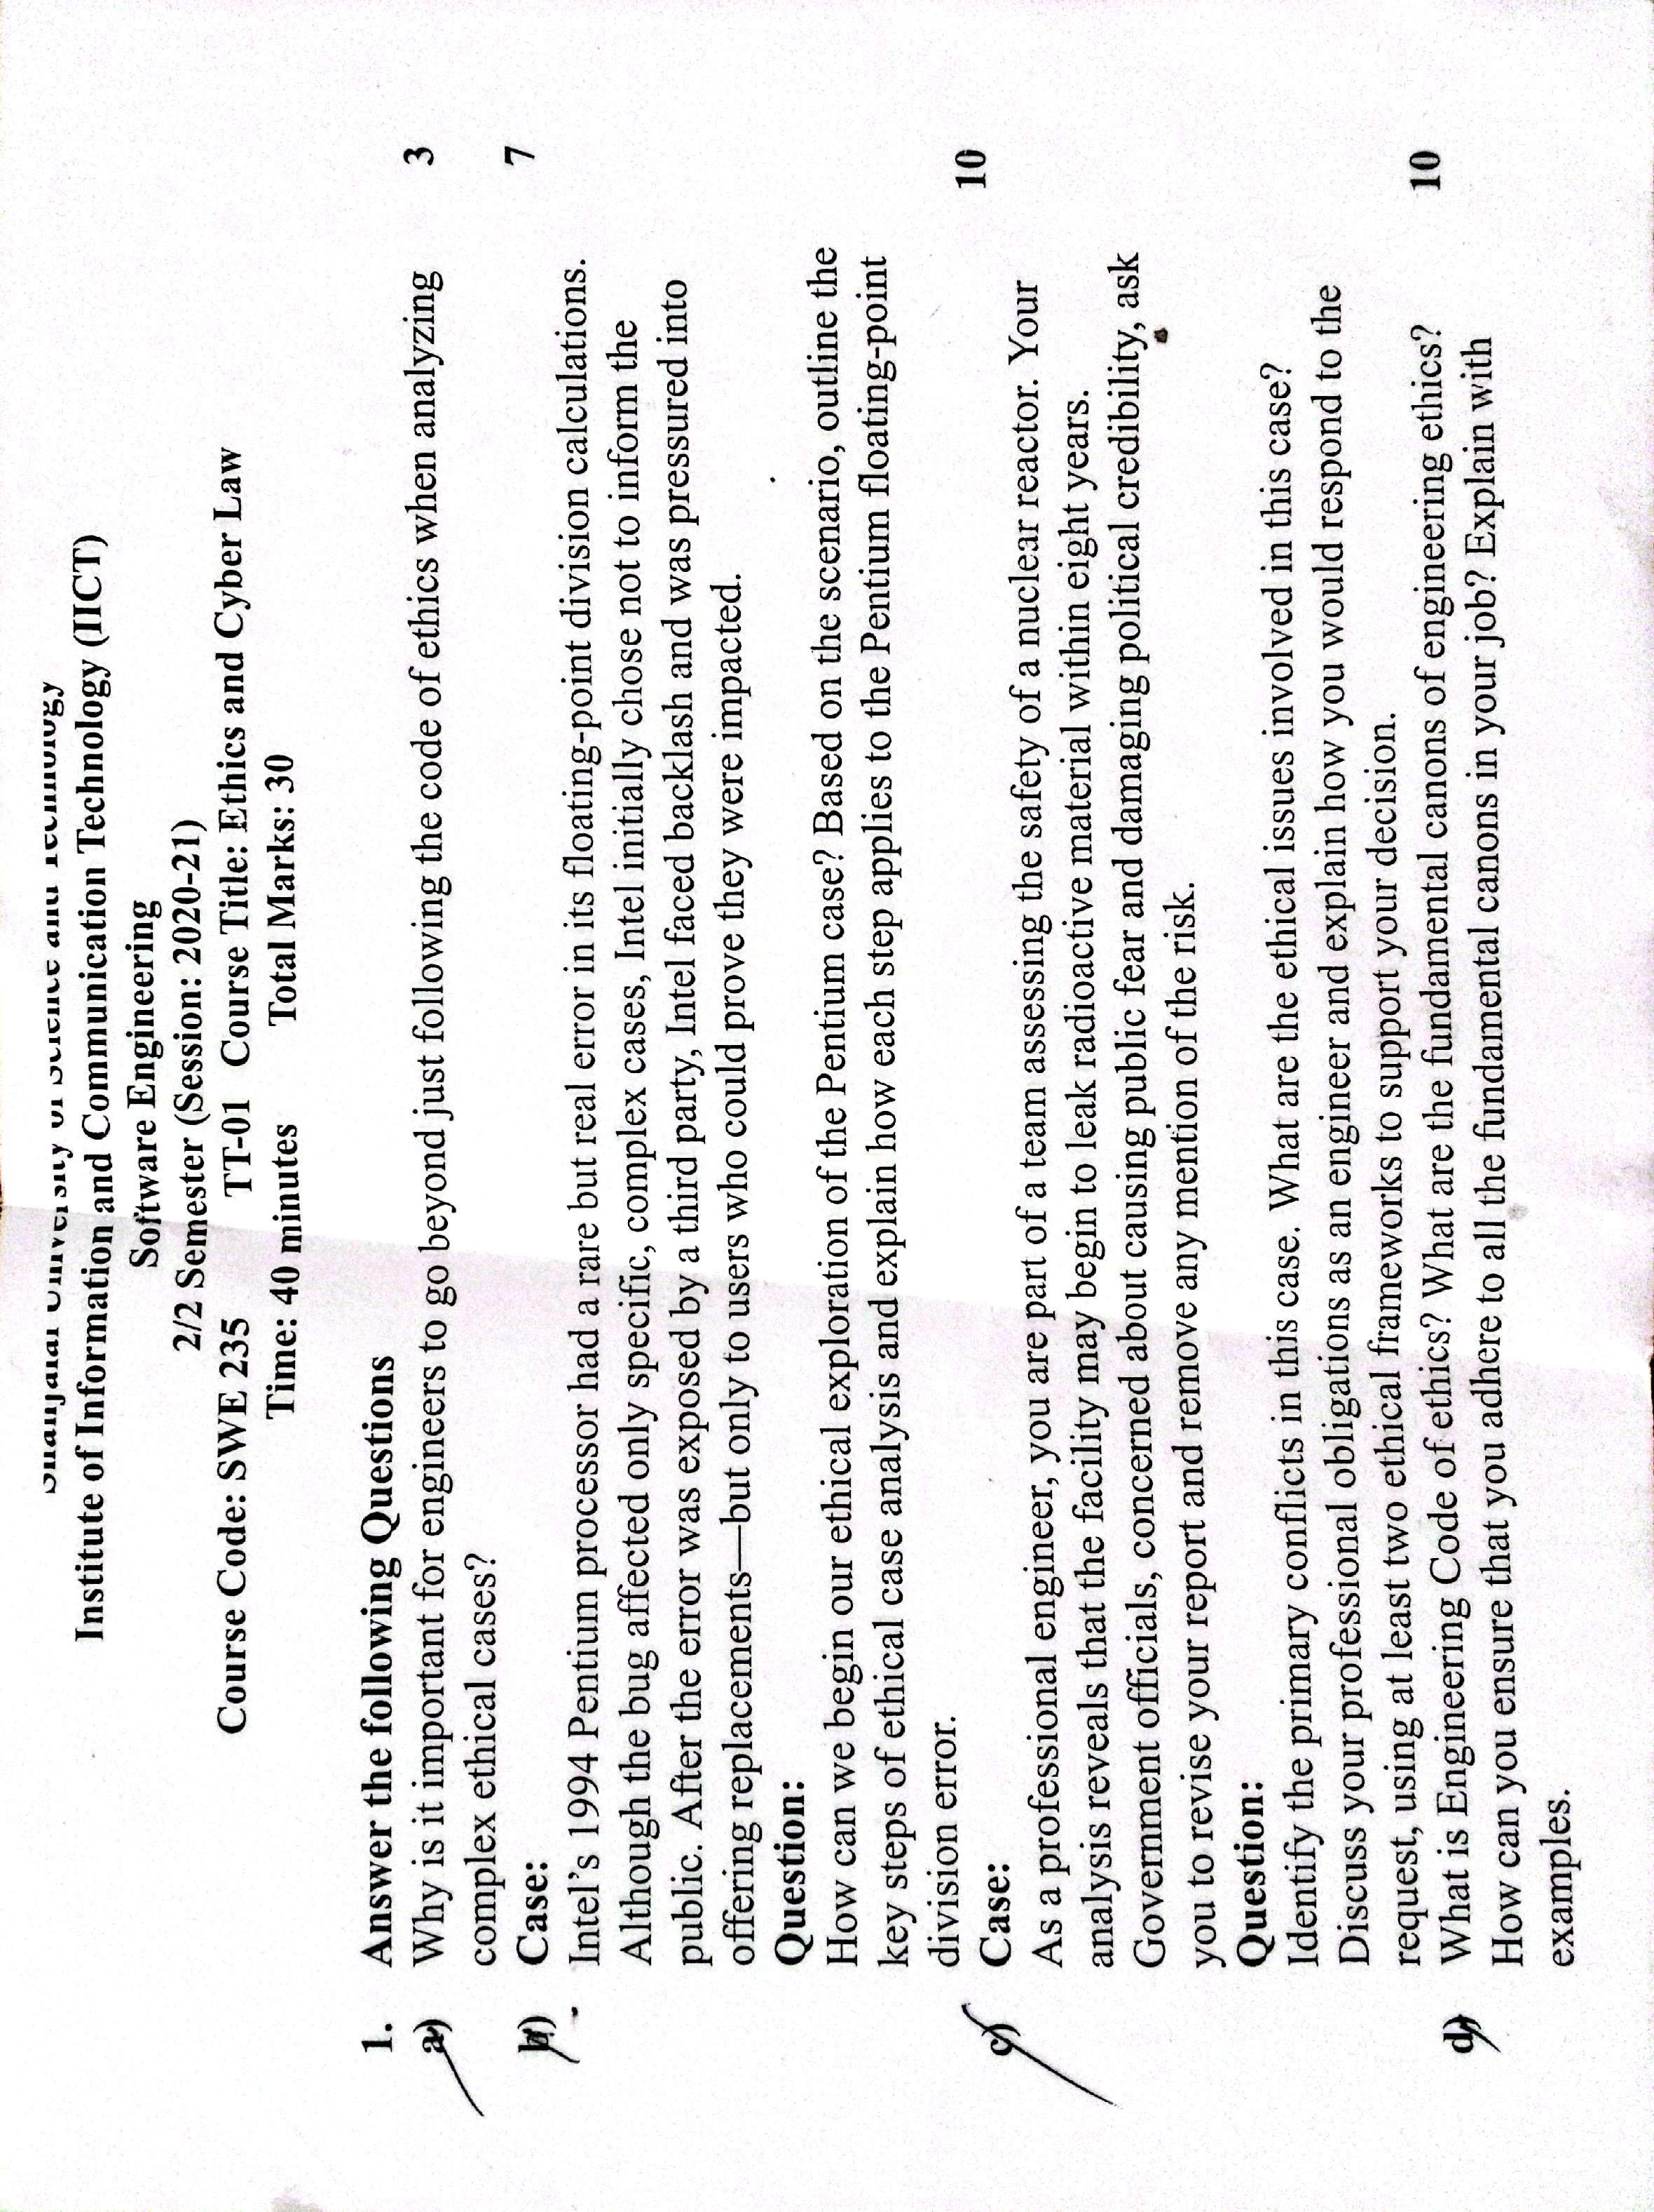 Shahjalal University of Science and Technology
Institute of Information and Communication Technology (IICT)
Software Engineering
2/2 Semester (Session: 2020-21)
Course Code: SWE 235 TT-01 Course Title: Ethics and Cyber Law
Time: 40 minutes Total Marks: 30
1. Answer the following Questions
a) Why is it important for engineers to go beyond just following the code of ethics when analyzing 3
complex ethical cases?
b) Case: 7
Intel’s 1994 Pentium processor had a rare but real error in its floating-point division calculations.
Although the bug affected only specific, complex cases, Intel initially chose not to inform the
public. After the error was exposed by a third party, Intel faced backlash and was pressured into
offering replacements—but only to users who could prove they were impacted.
Question:
How can we begin our ethical exploration of the Pentium case? Based on the scenario, outline the
key steps of ethical case analysis and explain how each step applies to the Pentium floating-point
division error.
c) Case: 10
As a professional engineer, you are part of a team assessing the safety of a nuclear reactor. Your
analysis reveals that the facility may begin to leak radioactive material within eight years.
Government officials, concerned about causing public fear and damaging political credibility, ask
you to revise your report and remove any mention of the risk.
Question:
Identify the primary conflicts in this case. What are the ethical issues involved in this case?
Discuss your professional obligations as an engineer and explain how you would respond to the
request, using at least two ethical frameworks to support your decision.
d) What is Engineering Code of ethics? What are the fundamental canons of engineering ethics? 10
How can you ensure that you adhere to all the fundamental canons in your job? Explain with
examples.